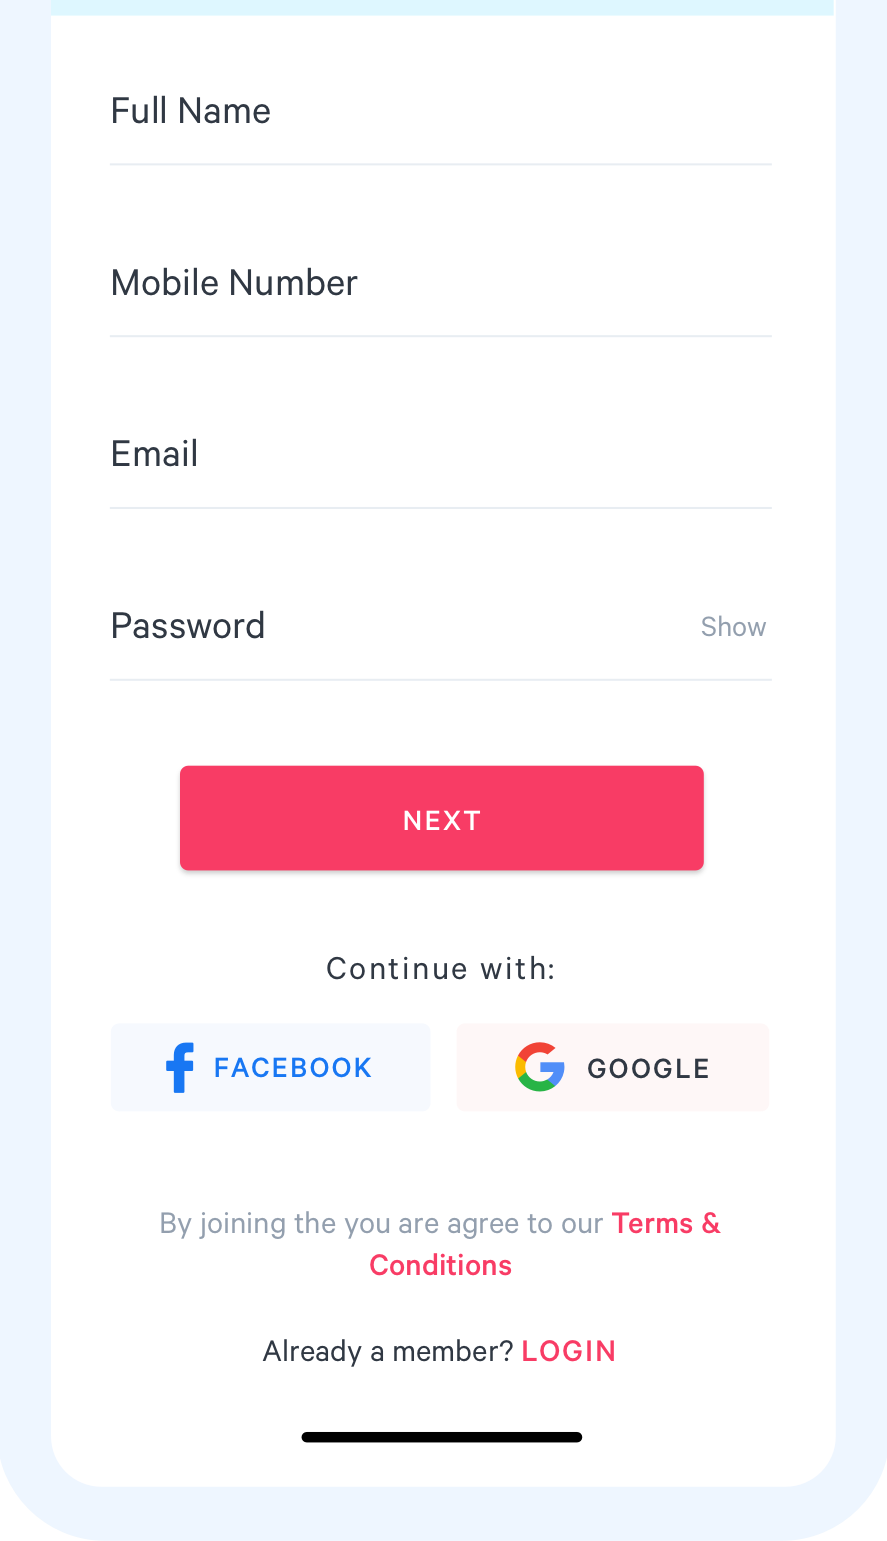 Full Name
Mobile Number
Email
Password Show
NEXT
Continue with:
FACEBOOK GOOGLE
By joining the you are agree to our Terms &
Conditions
Already a member? LOGIN